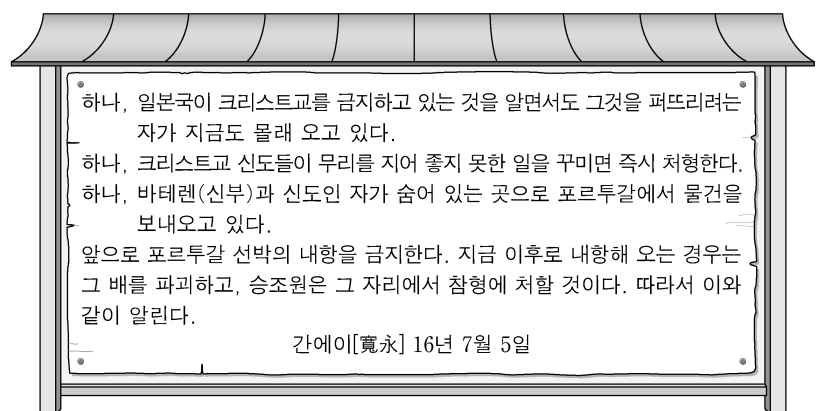 하나, 일본국이 크리스트교를 금지하고 있는 것을 알면서도 그것을 퍼뜨리려는
자가 지금도 몰래 오고 있다.
하나, 크리스트교 신도들이 무리를 지어 좋지 못한 일을 꾸미면 즉시 처형한다.
하나, 바테렌(신부)과 신도인 자가 숨어 있는 곳으로 포르투갈에서 물건을
보내오고 있다.
앞으로 포르투갈 선박의 내항을 금지한다. 지금 이후로 내항해 오는 경우는
그 배를 파괴하고, 승조원은 그 자리에서 참형에 처할 것이다. 따라서 이와
같이 알린다.
간에이[寬永] 16년 7월 5일